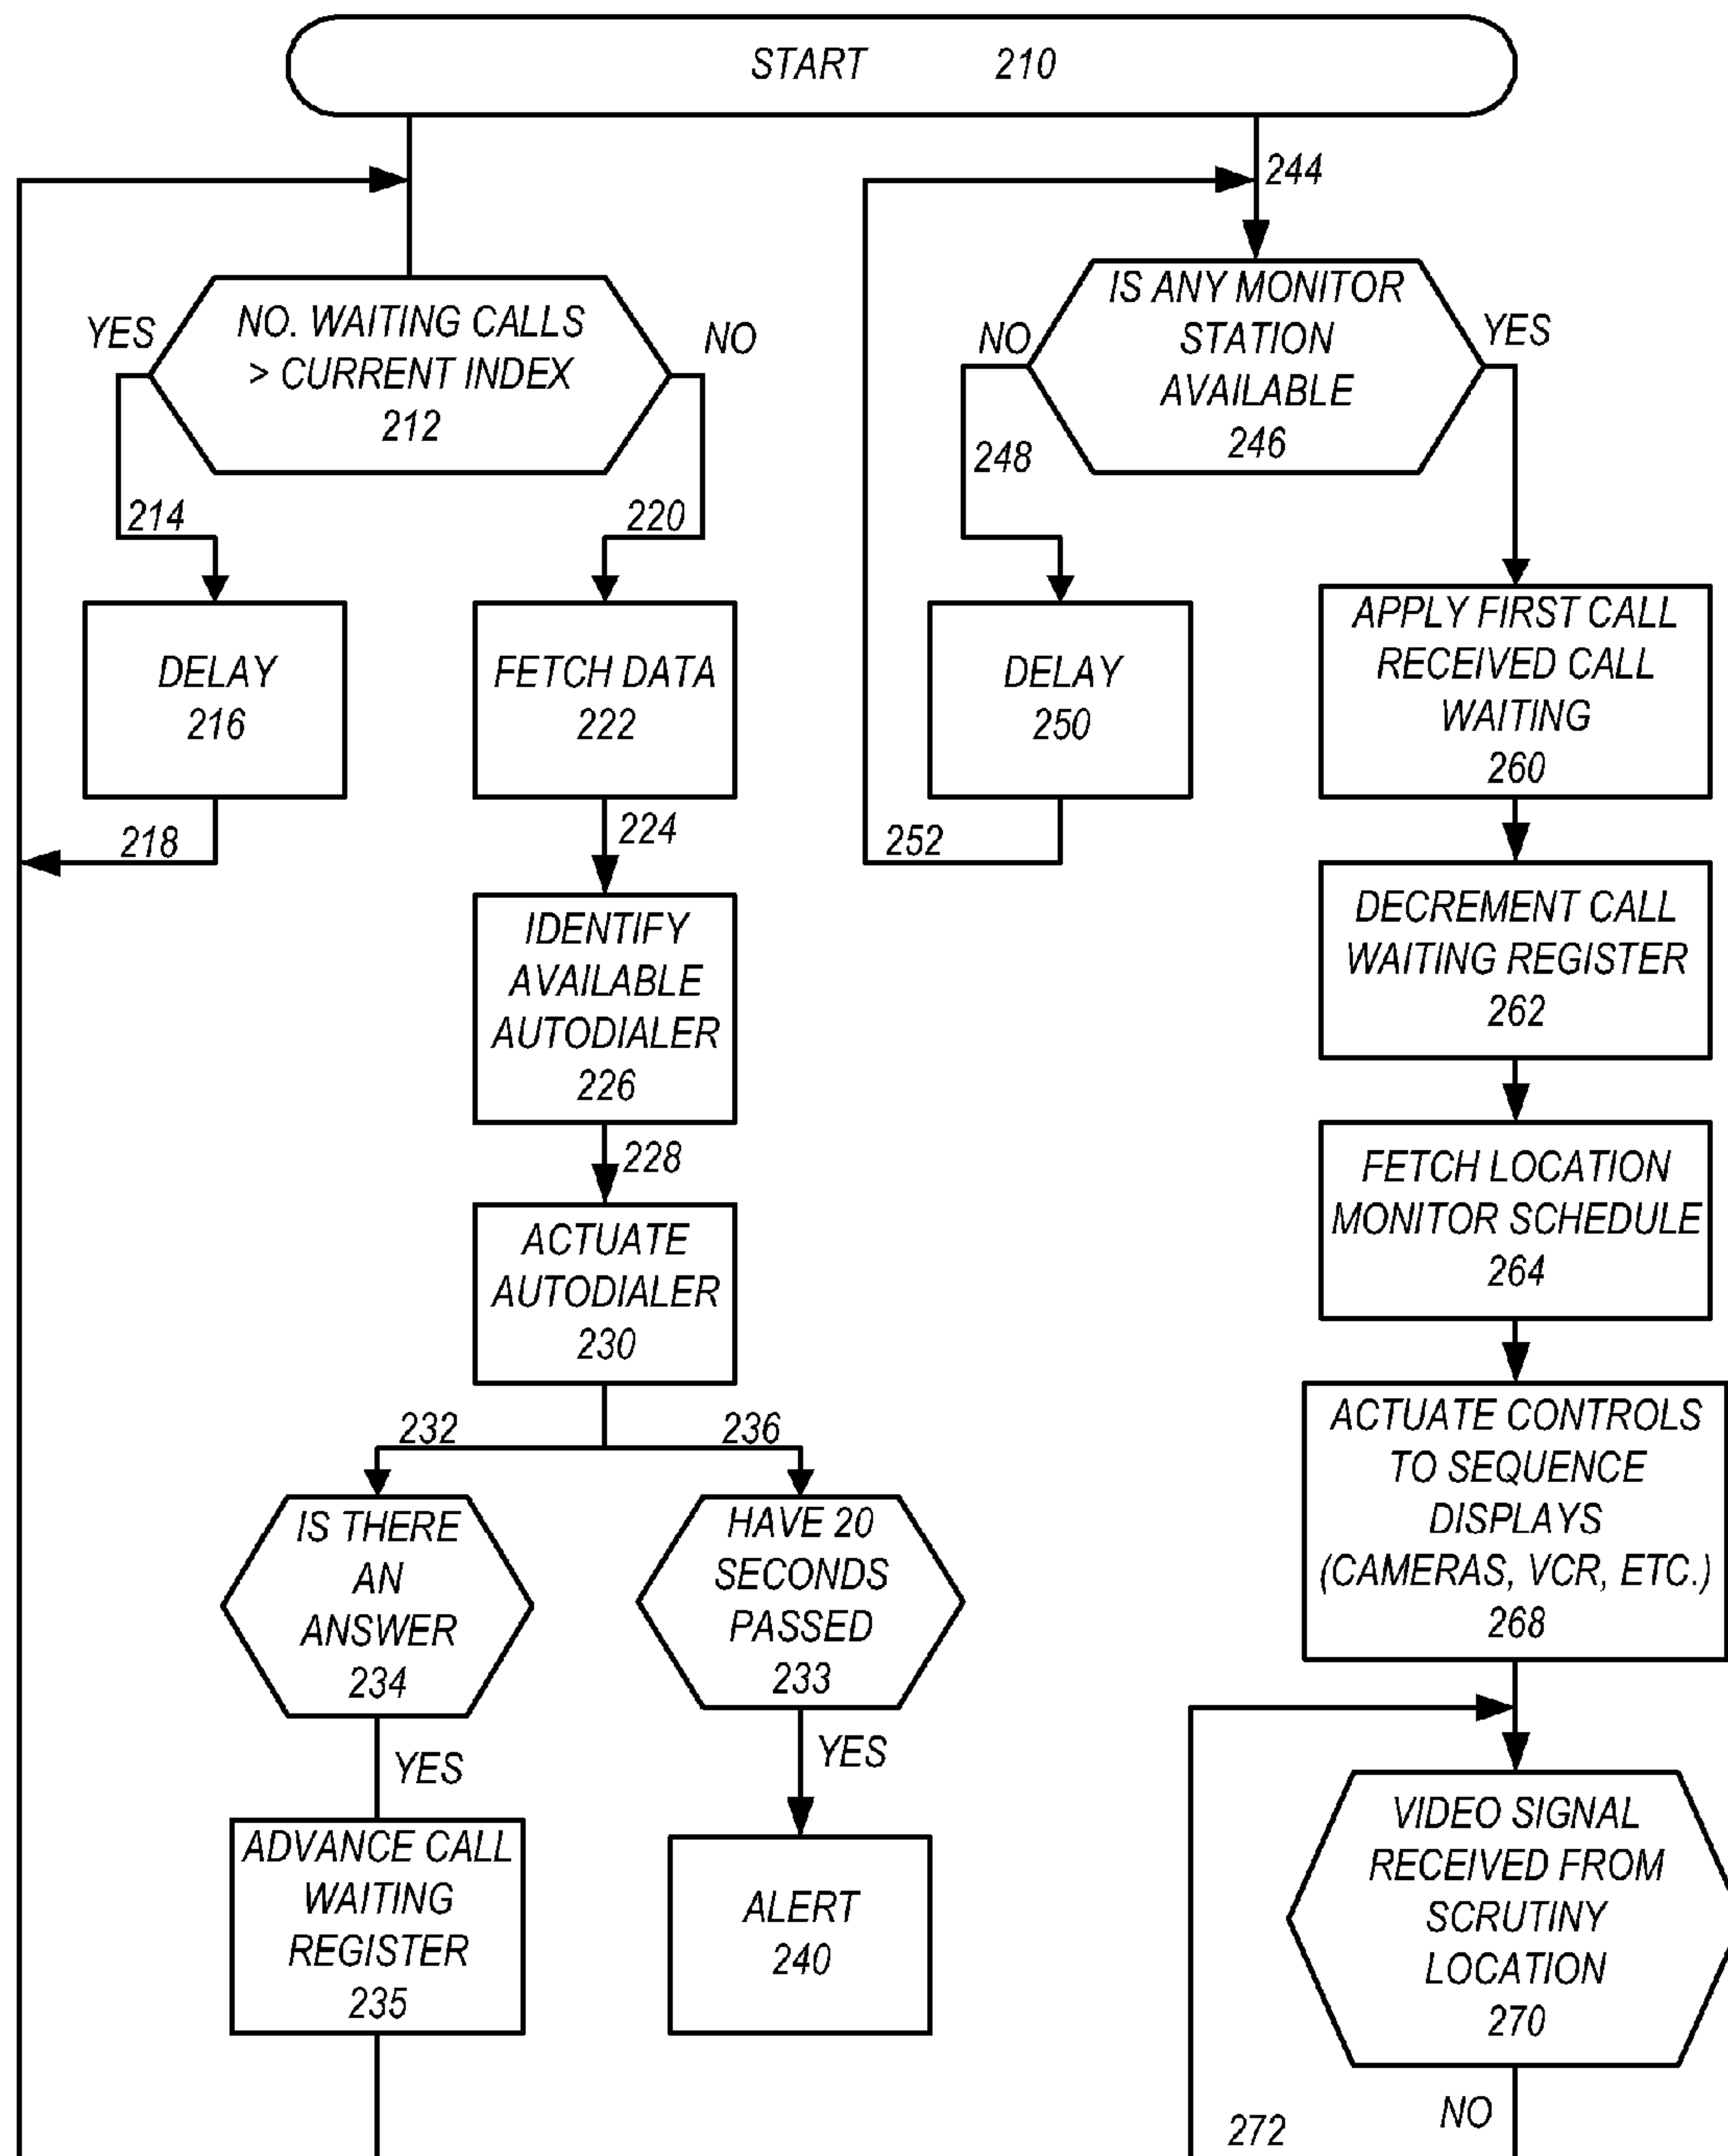 START 210
244
YES
NO. WAITING CALLS
> CURRENT INDEX
212
NO
214
220
DELAY
216
218
FETCH DATA
222
224
IDENTIFY
AVAILABLE
AUTODIALER
226
228
ACTUATE
AUTODIALER
230
232
236
IS THERE
AN
ANSWER
234
YES
ADVANCE CALL
WAITING
REGISTER
235
HAVE 20
SECONDS
PASSED
233
YES
ALERT
240
IS ANY MONITOR
STATION
AVAILABLE
246
NO
YES
248
DELAY
250
252
APPLY FIRST CALL
RECEIVED CALL
WAITING
260
DECREMENT CALL
WAITING REGISTER
262
FETCH LOCATION
MONITOR SCHEDULE
264
ACTUATE CONTROLS
TO SEQUENCE
DISPLAYS
(CAMERAS, VCR, ETC.)
268
VIDEO SIGNAL
RECEIVED FROM
SCRUTINY
LOCATION
270
NO
272